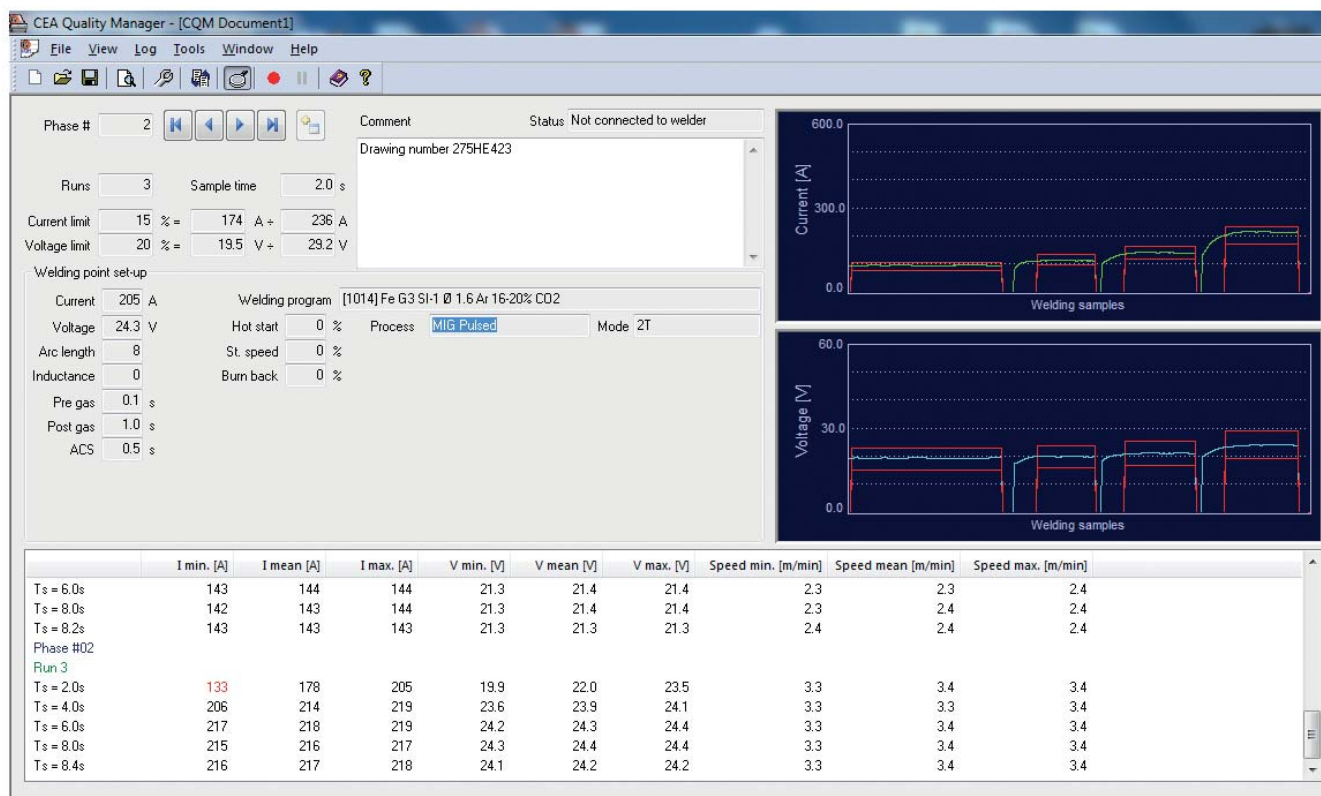 CEA Quality Manager - [CQM Document1]
File View Log Tools Window Help
Phase # 2 Comment Status Not connected to welder
Drawing number 275HE423
Runs 3 Sample time 2.0 s
Current limit 15 % = 174 A ÷ 236 A
Voltage limit 20 % = 19.5 V ÷ 29.2 V
Welding point set-up
Current 205 A Welding program [1014] Fe G3 SI-1 Ø 1.6 Ar 16-20% CO2
Voltage 24.3 V Hot start 0 % Process MIG Pulsed Mode 2T
Arc length 8 St. speed 0 %
Inductance 0 Burn back 0 %
Pre gas 0.1 s
Post gas 1.0 s
ACS 0.5 s
600.0
Current [A]
300.0
0.0
Welding samples
60.0
Voltage [V]
30.0
0.0
Welding samples
I min. [A] I mean [A] I max. [A] V min. [V] V mean [V] V max. [V] Speed min. [m/min] Speed mean [m/min] Speed max. [m/min]
Ts = 6.0s 143 144 144 21.3 21.4 21.4 2.3 2.3 2.4
Ts = 8.0s 142 143 144 21.3 21.4 21.4 2.3 2.4 2.4
Ts = 8.2s 143 143 143 21.3 21.3 21.3 2.4 2.4 2.4
Phase #02
Run 3
Ts = 2.0s 133 178 205 19.9 22.0 23.5 3.3 3.4 3.4
Ts = 4.0s 206 214 219 23.6 23.9 24.1 3.3 3.3 3.4
Ts = 6.0s 217 218 219 24.2 24.3 24.4 3.3 3.4 3.4
Ts = 8.0s 215 216 217 24.3 24.4 24.4 3.3 3.4 3.4
Ts = 8.4s 216 217 218 24.1 24.2 24.2 3.3 3.4 3.4